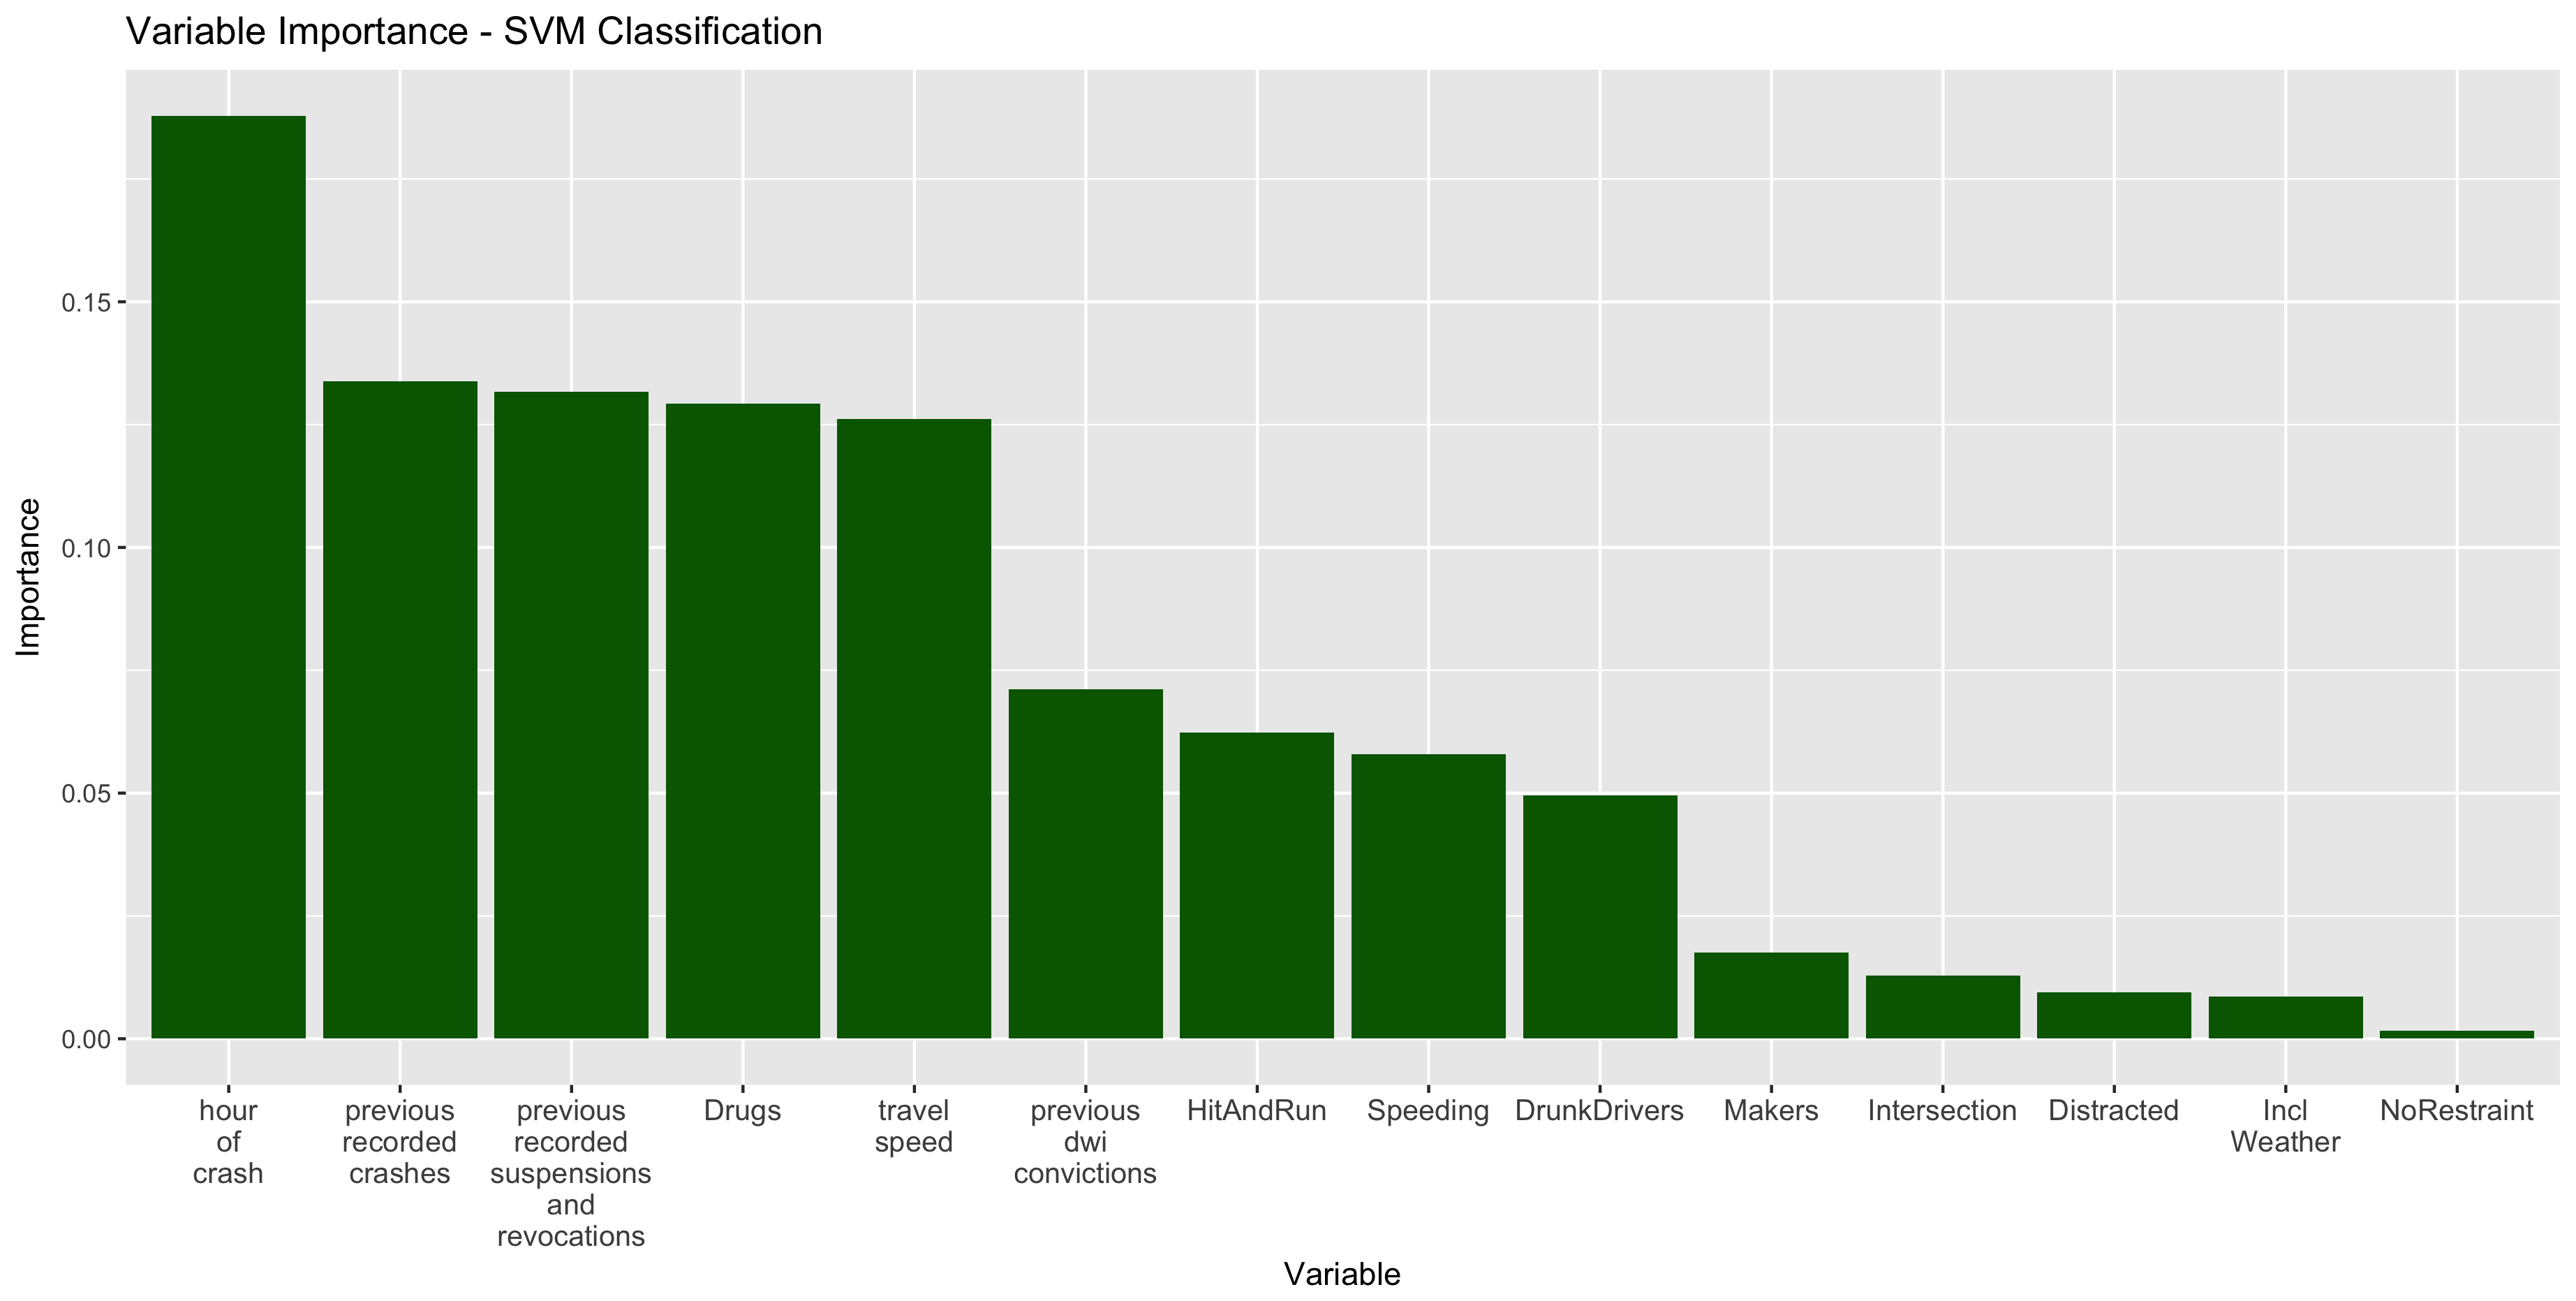 Variable Importance - SVM Classification
Importance
0.15
0.10
0.05
0.00
hour
of
crash
previous
recorded
crashes
previous
recorded
suspensions
and
revocations
Drugs
travel
speed
previous
dwi
convictions
HitAndRun
Speeding
DrunkDrivers
Makers
Intersection
Distracted
Incl
Weather
NoRestraint
Variable